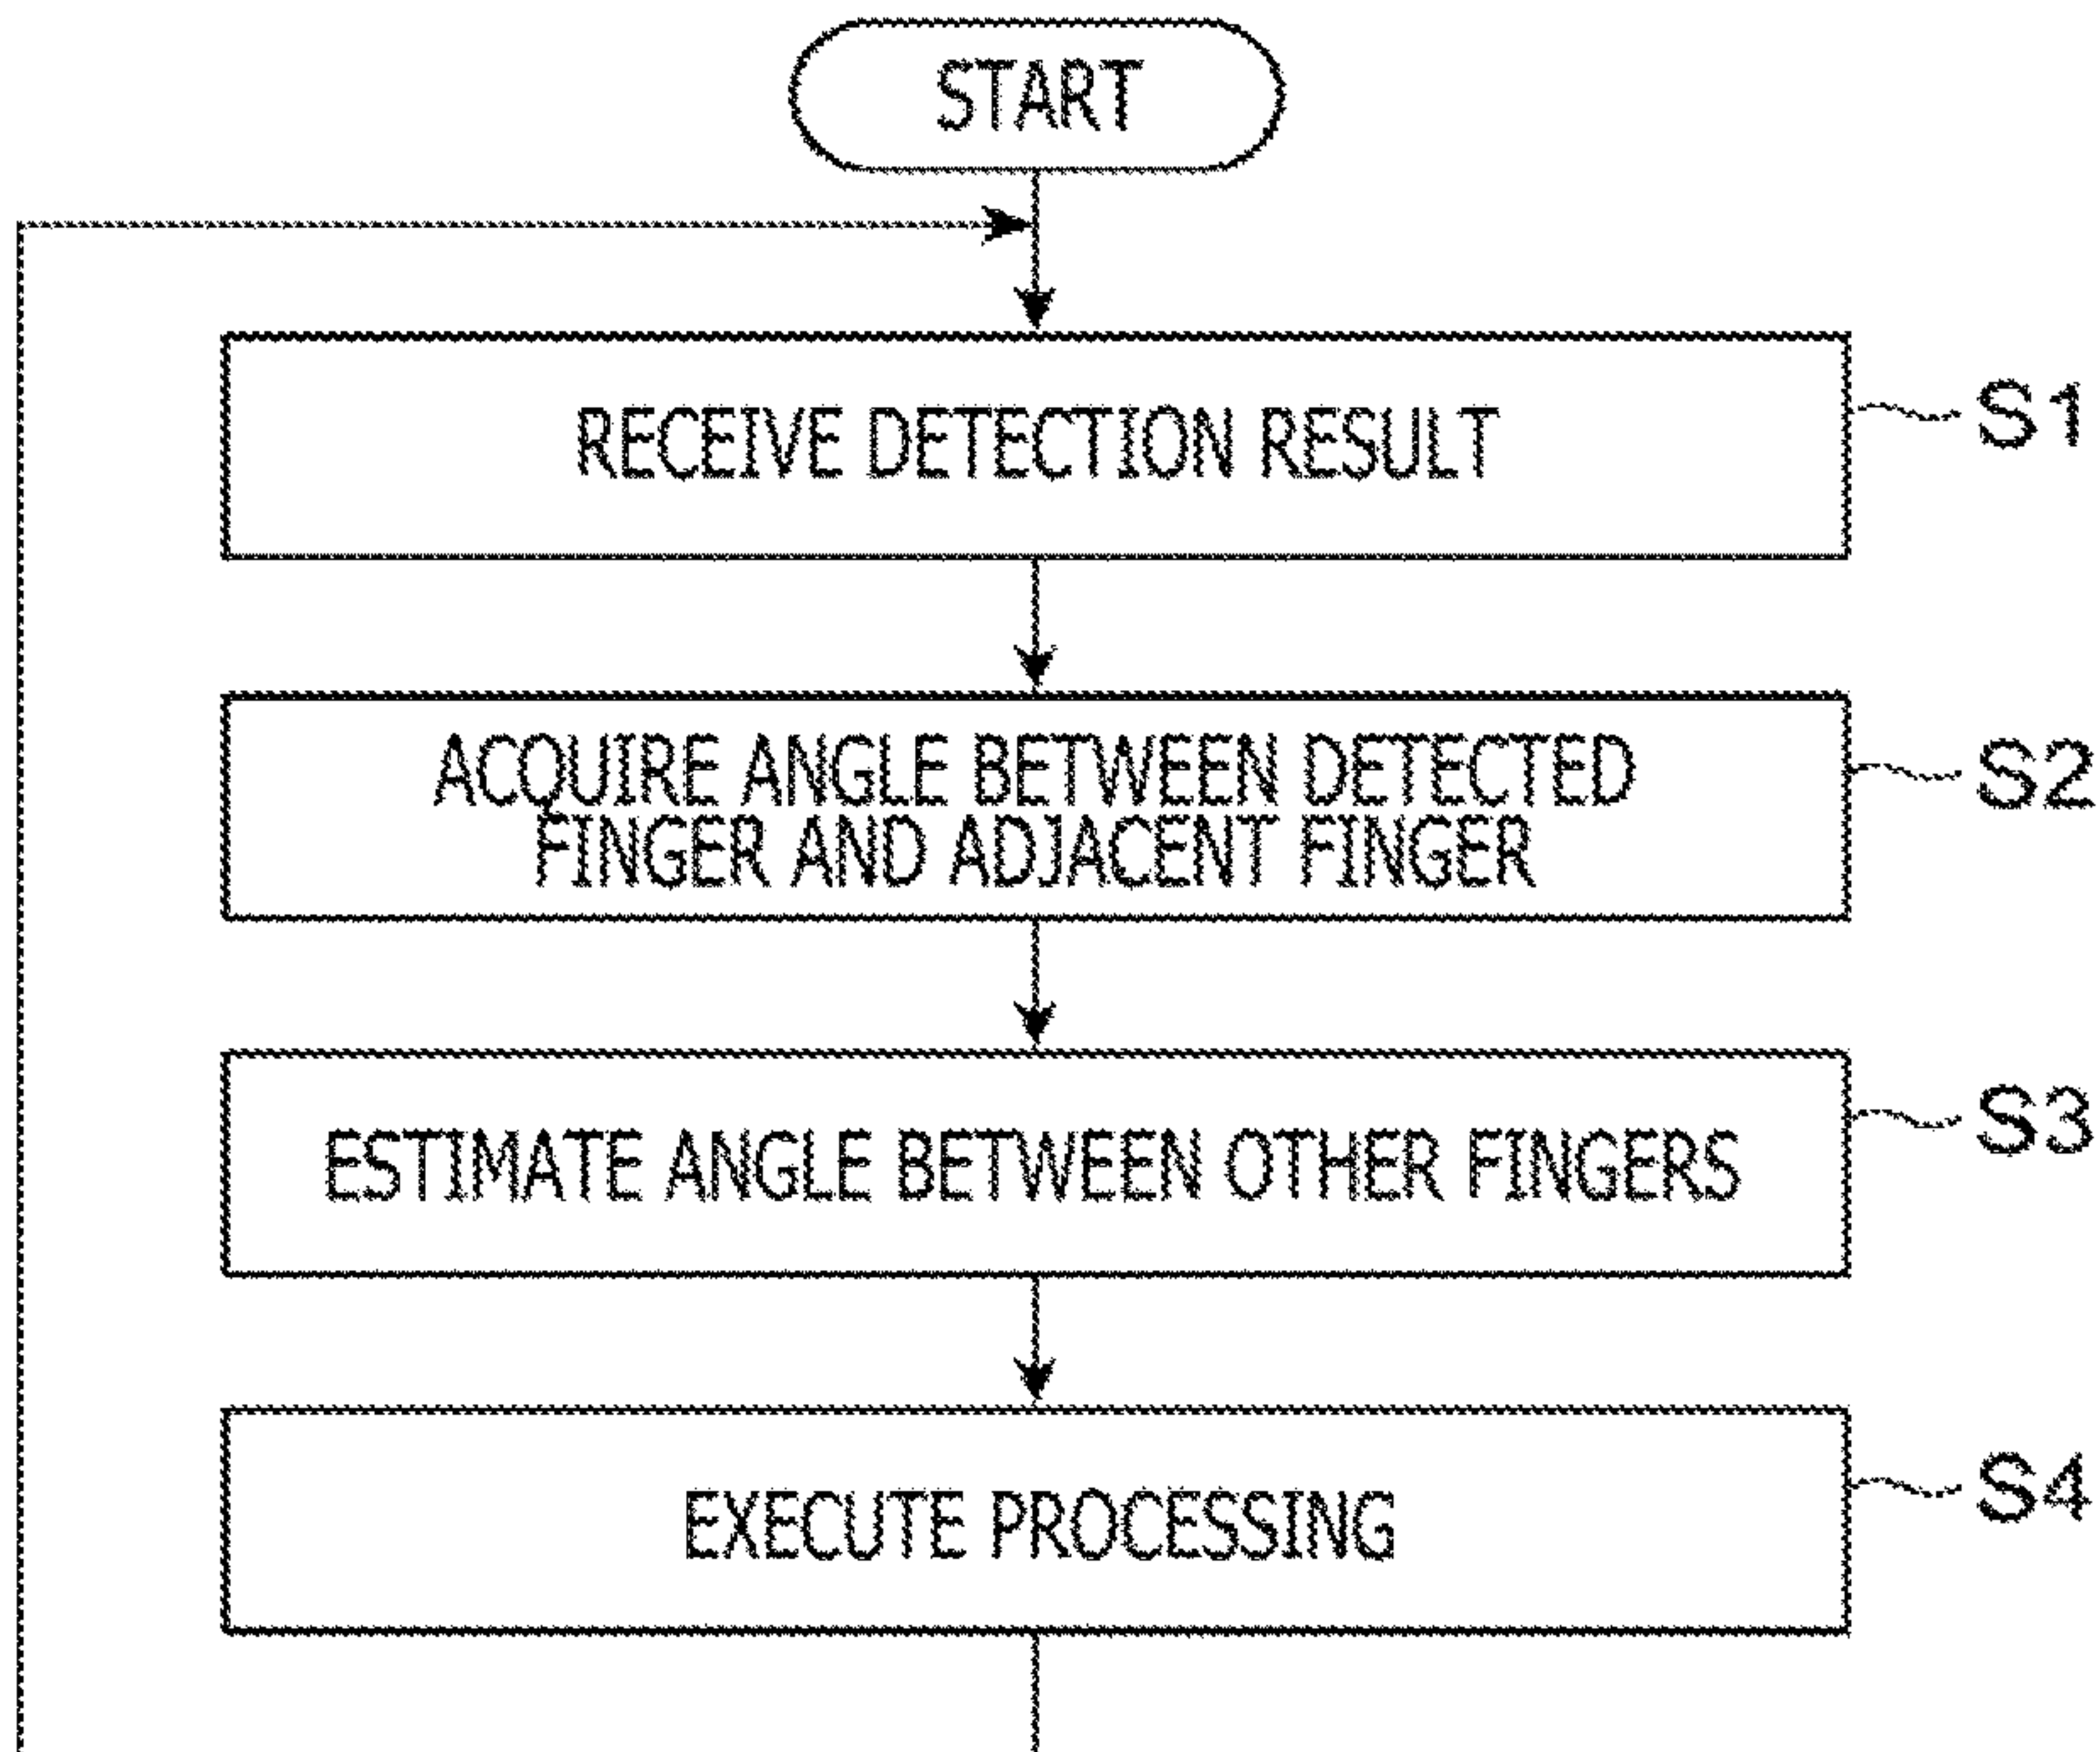 START
RECEIVE DETECTION RESULT
S1
ACQUIRE ANGLE BETWEEN DETECTED
FINGER AND ADJACENT FINGER
S2
ESTIMATE ANGLE BETWEEN OTHER FINGERS
S3
EXECUTE PROCESSING
S4